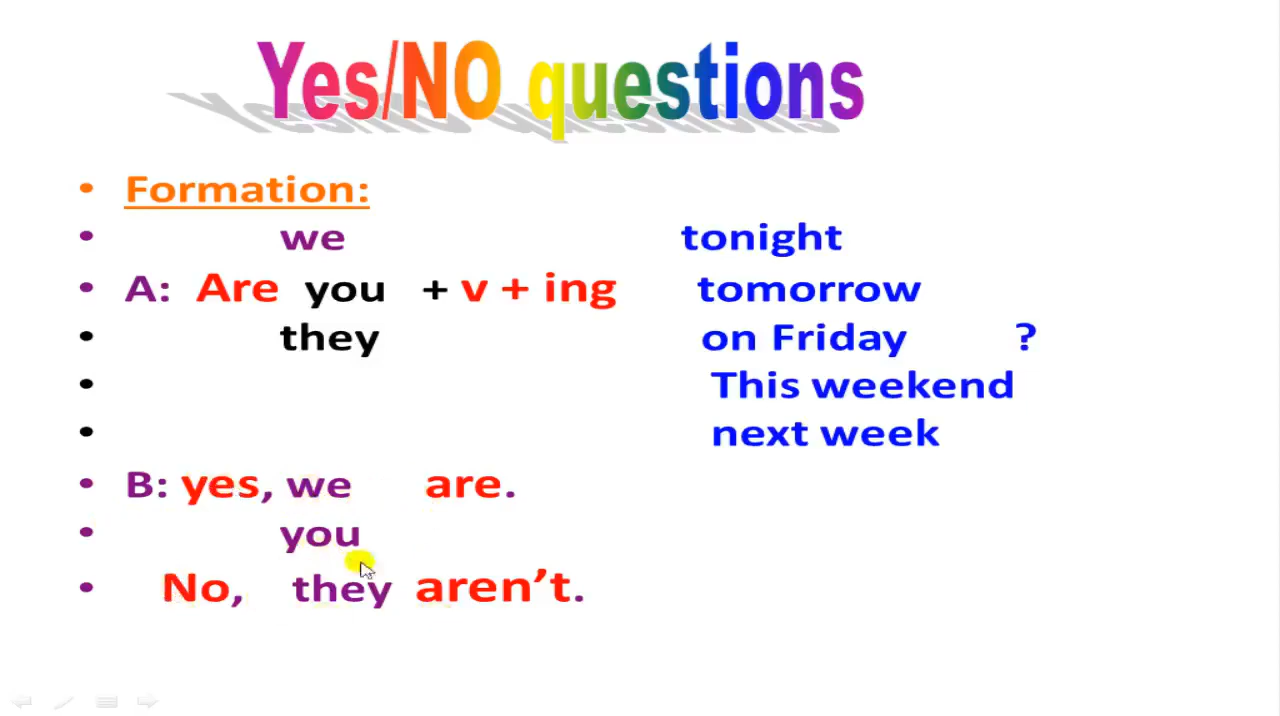 Yes/NO questions
• Formation:
• we tonight
• A: Are you + v + ing tomorrow
• they on Friday ?
• This weekend
• next week
• B: yes, we are.
• you
• No, they aren't.